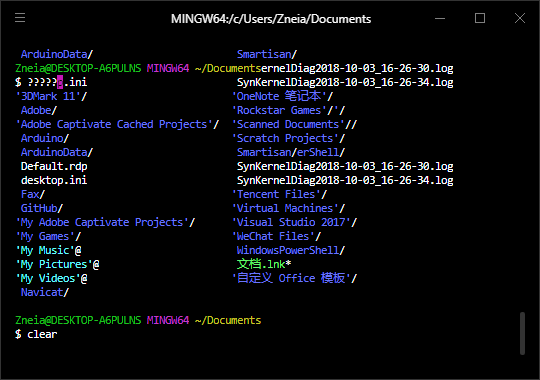 MINGW64:/c/Users/Zneia/Documents
ArduinoData/ Smartisan/
Zneia@DESKTOP-A6PULNS MINGW64 ~/DocumentsernelDiag2018-10-03_16-26-30.log
$ ?????.ini SynKernelDiag2018-10-03_16-26-34.log
'3DMark 11'/ 'OneNote 笔记本'/
Adobe/ 'Rockstar Games'/'/
'Adobe Captivate Cached Projects'/ 'Scanned Documents'//
Arduino/ 'Scratch Projects'/
ArduinoData/ Smartisan/erShell/
Default.rdp SynKernelDiag2018-10-03_16-26-30.log
desktop.ini SynKernelDiag2018-10-03_16-26-34.log
Fax/ 'Tencent Files'/
GitHub/ 'Virtual Machines'/
'My Adobe Captivate Projects'/ 'Visual Studio 2017'/
'My Games'/ 'WeChat Files'/
'My Music'@ WindowsPowerShell/
'My Pictures'@ 文档.lnk*
'My Videos'@ '自定义 Office 模板'/
Navicat/
Zneia@DESKTOP-A6PULNS MINGW64 ~/Documents
$ clear